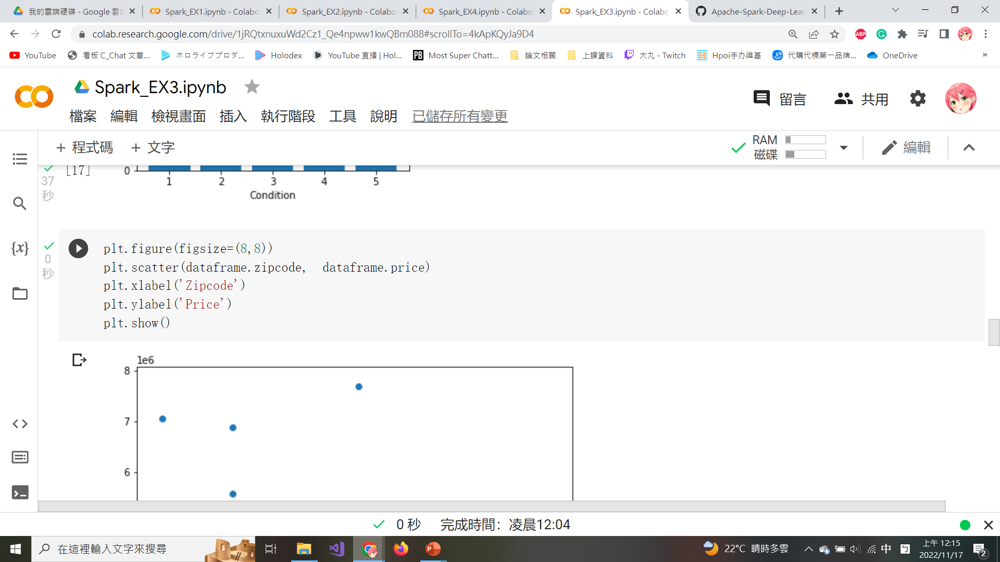 我的雲端硬碟 - Google 雲
Spark_EX1.ipynb - Colabo
Spark_EX2.ipynb - Colabo
Spark_EX4.ipynb - Colabo
Spark_EX3.ipynb - Colabo
Apache-Spark-Deep-Lear
colab.research.google.com/drive/1jRQtxnuxuWd2Cz1_Qe4npww1kwQBm088#scrollTo=4kApKQyJa9D4
ABP
YouTube
看板 C_Chat 文章...
ホロライブプロダ...
Holodex
YouTube 直播 | Hol...
PB
Most Super Chatt...
論文相關
上課資料
大丸 - Twitch
Hpoi手办维基
代購代標第一品牌...
OneDrive
»
Spark_EX3.ipynb
留言
共用
檔案 編輯 檢視畫面 插入 執行階段 工具 說明 已儲存所有變更
+ 程式碼 + 文字
RAM
磁碟
編輯
37
秒
[17]
0
1 2 3 4 5
Condition
{x}
0
秒
plt.figure(figsize=(8,8))
plt.scatter(dataframe.zipcode, dataframe.price)
plt.xlabel('Zipcode')
plt.ylabel('Price')
plt.show()
1e6
8
7
6
0 秒 完成時間：凌晨12:04
在這裡輸入文字來搜尋
P
22°C 晴時多雲
中
上午 12:15
2022/11/17
2